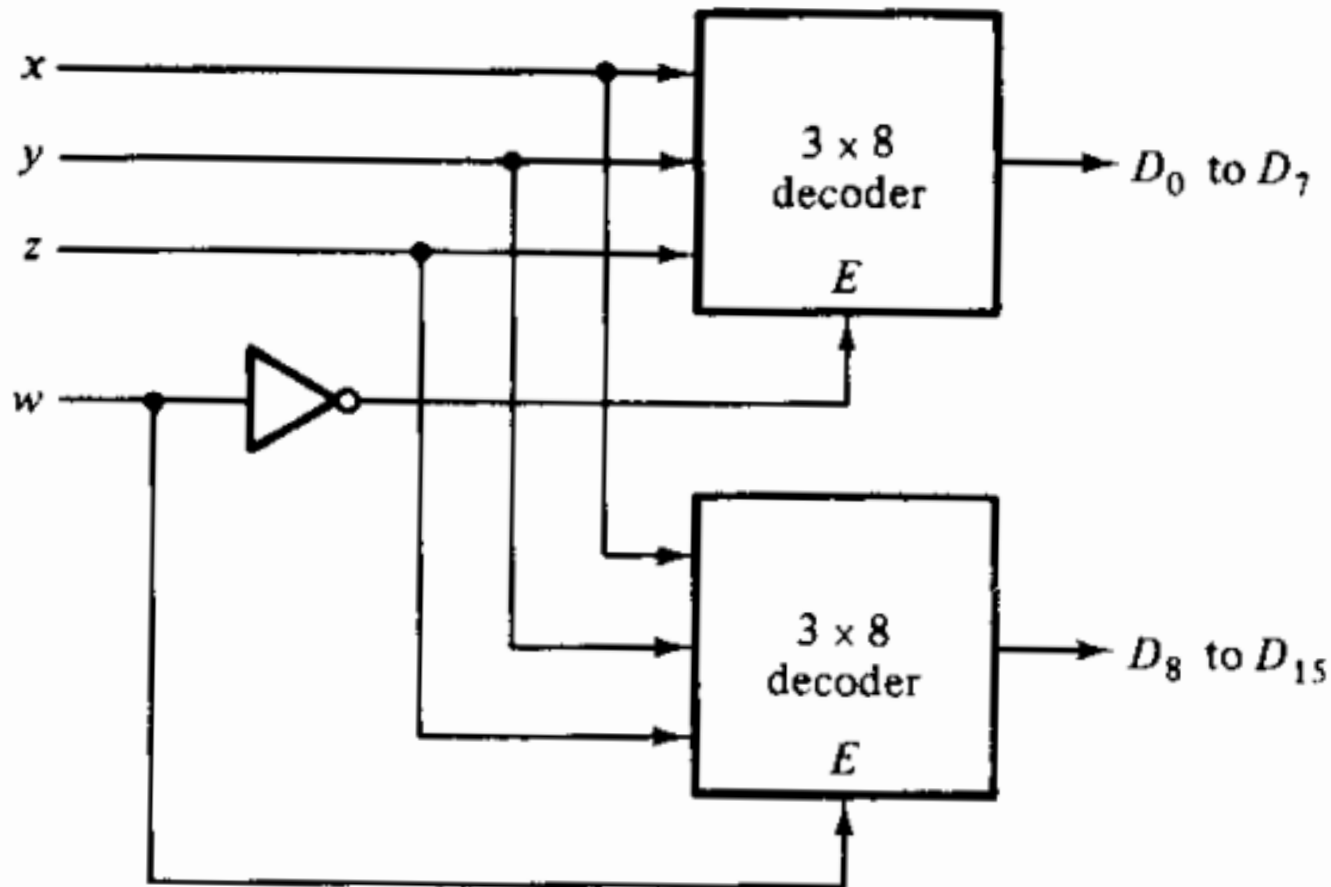 x
y
z
w
3 × 8
decoder
E
D₀ to D₇
3 × 8
decoder
E
D₈ to D₁₅